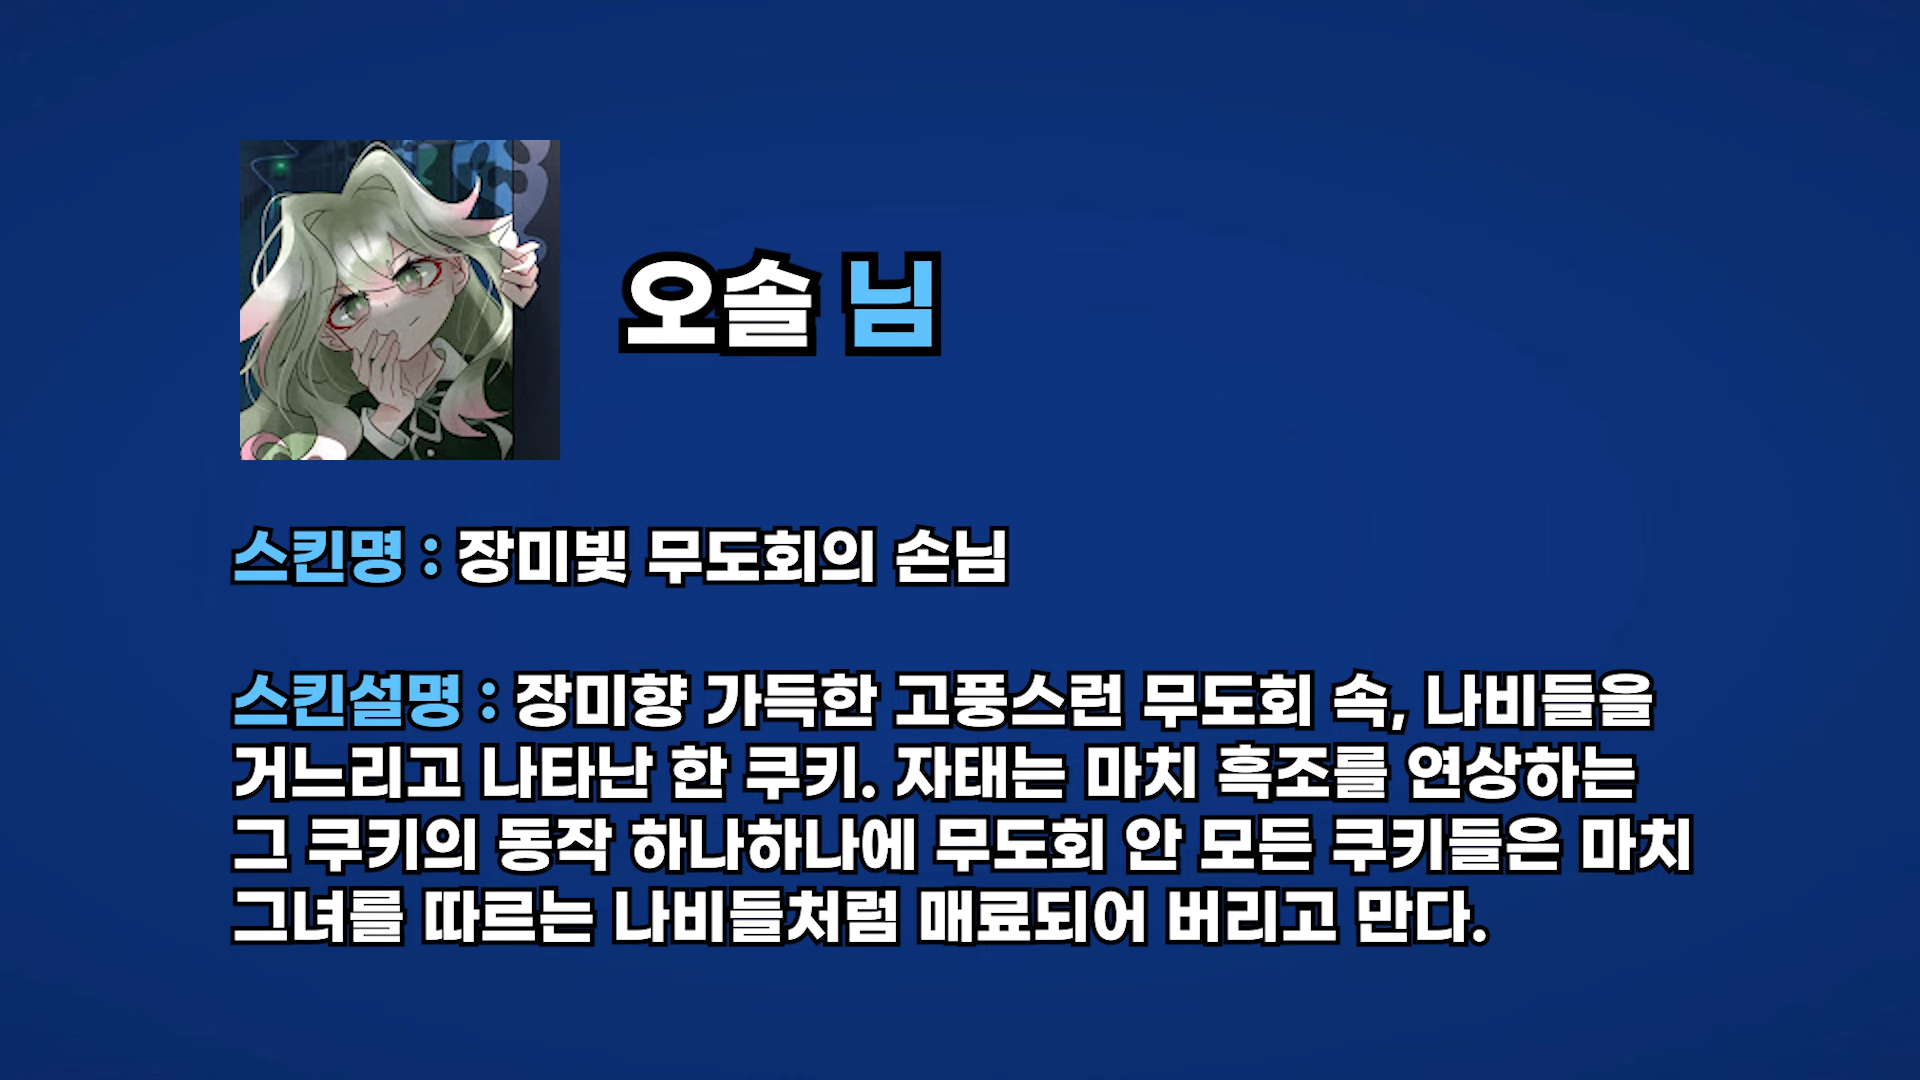 오솔 님
스킨명 : 장미빛 무도회의 손님
스킨설명 : 장미향 가득한 고풍스런 무도회 속, 나비들을
거느리고 나타난 한 쿠키. 자태는 마치 흑조를 연상하는
그 쿠키의 동작 하나하나에 무도회 안 모든 쿠키들은 마치
그녀를 따르는 나비들처럼 매료되어 버리고 만다.